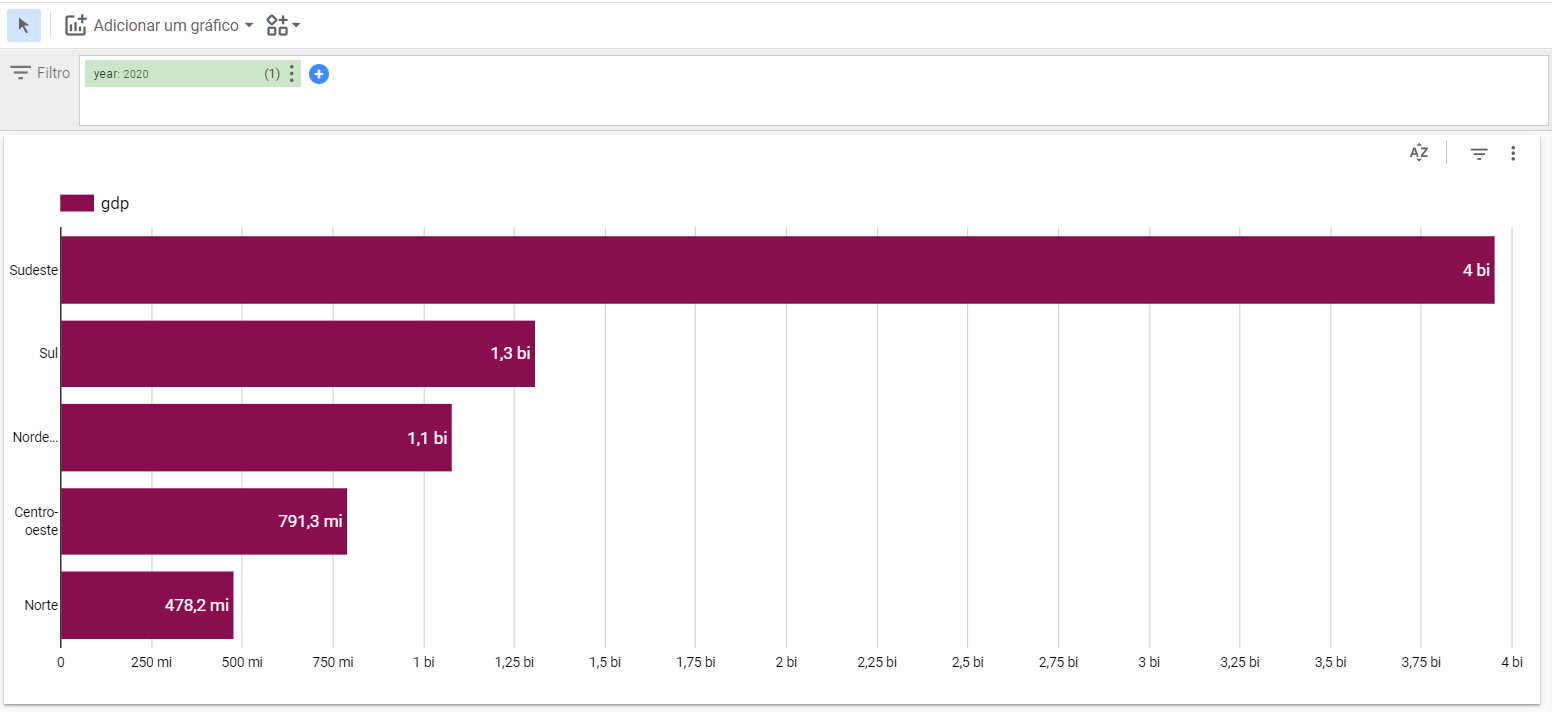 Adicionar um gráfico
Filtro
year: 2020 (1)
AZ
gdp
Sudeste 4 bi
Sul 1,3 bi
Norde... 1,1 bi
Centro-
oeste 791,3 mi
Norte 478,2 mi
0 250 mi 500 mi 750 mi 1 bi 1,25 bi 1,5 bi 1,75 bi 2 bi 2,25 bi 2,5 bi 2,75 bi 3 bi 3,25 bi 3,5 bi 3,75 bi 4 bi